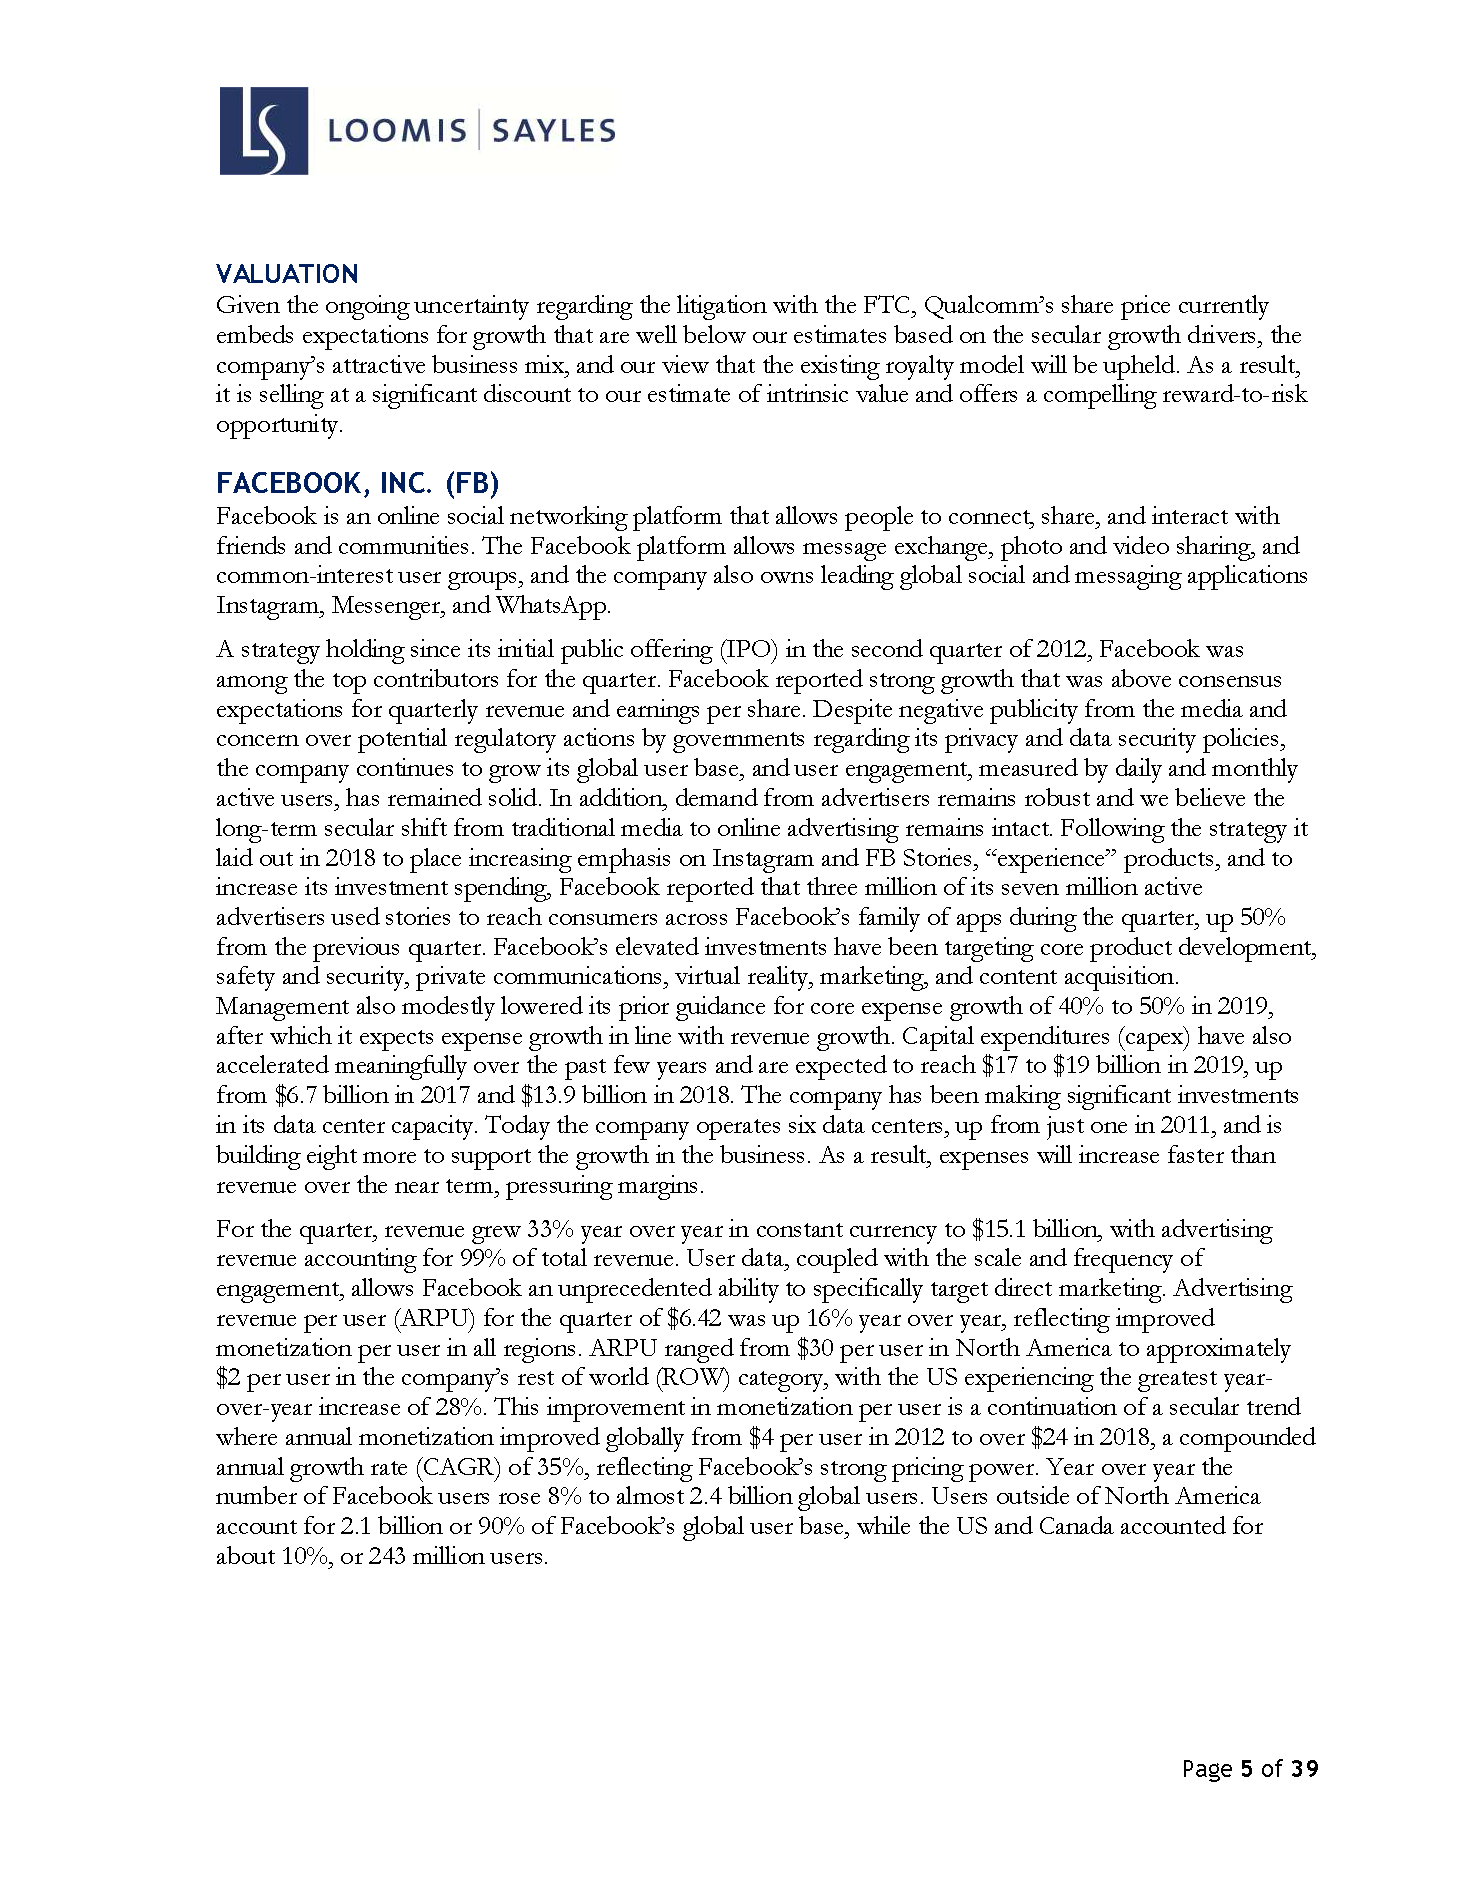 LS LOOMIS | SAYLES
VALUATION
Given the ongoing uncertainty regarding the litigation with the FTC, Qualcomm’s share price currently
embeds expectations for growth that are well below our estimates based on the secular growth drivers, the
company’s attractive business mix, and our view that the existing royalty model will be upheld. As a result,
it is selling at a significant discount to our estimate of intrinsic value and offers a compelling reward-to-risk
opportunity.
FACEBOOK, INC. (FB)
Facebook is an online social networking platform that allows people to connect, share, and interact with
friends and communities. The Facebook platform allows message exchange, photo and video sharing, and
common-interest user groups, and the company also owns leading global social and messaging applications
Instagram, Messenger, and WhatsApp.
A strategy holding since its initial public offering (IPO) in the second quarter of 2012, Facebook was
among the top contributors for the quarter. Facebook reported strong growth that was above consensus
expectations for quarterly revenue and earnings per share. Despite negative publicity from the media and
concern over potential regulatory actions by governments regarding its privacy and data security policies,
the company continues to grow its global user base, and user engagement, measured by daily and monthly
active users, has remained solid. In addition, demand from advertisers remains robust and we believe the
long-term secular shift from traditional media to online advertising remains intact. Following the strategy it
laid out in 2018 to place increasing emphasis on Instagram and FB Stories, “experience” products, and to
increase its investment spending, Facebook reported that three million of its seven million active
advertisers used stories to reach consumers across Facebook’s family of apps during the quarter, up 50%
from the previous quarter. Facebook’s elevated investments have been targeting core product development,
safety and security, private communications, virtual reality, marketing, and content acquisition.
Management also modestly lowered its prior guidance for core expense growth of 40% to 50% in 2019,
after which it expects expense growth in line with revenue growth. Capital expenditures (capex) have also
accelerated meaningfully over the past few years and are expected to reach $17 to $19 billion in 2019, up
from $6.7 billion in 2017 and $13.9 billion in 2018. The company has been making significant investments
in its data center capacity. Today the company operates six data centers, up from just one in 2011, and is
building eight more to support the growth in the business. As a result, expenses will increase faster than
revenue over the near term, pressuring margins.
For the quarter, revenue grew 33% year over year in constant currency to $15.1 billion, with advertising
revenue accounting for 99% of total revenue. User data, coupled with the scale and frequency of
engagement, allows Facebook an unprecedented ability to specifically target direct marketing. Advertising
revenue per user (ARPU) for the quarter of $6.42 was up 16% year over year, reflecting improved
monetization per user in all regions. ARPU ranged from $30 per user in North America to approximately
$2 per user in the company’s rest of world (ROW) category, with the US experiencing the greatest year-
over-year increase of 28%. This improvement in monetization per user is a continuation of a secular trend
where annual monetization improved globally from $4 per user in 2012 to over $24 in 2018, a compounded
annual growth rate (CAGR) of 35%, reflecting Facebook’s strong pricing power. Year over year the
number of Facebook users rose 8% to almost 2.4 billion global users. Users outside of North America
account for 2.1 billion or 90% of Facebook’s global user base, while the US and Canada accounted for
about 10%, or 243 million users.
Page 5 of 39